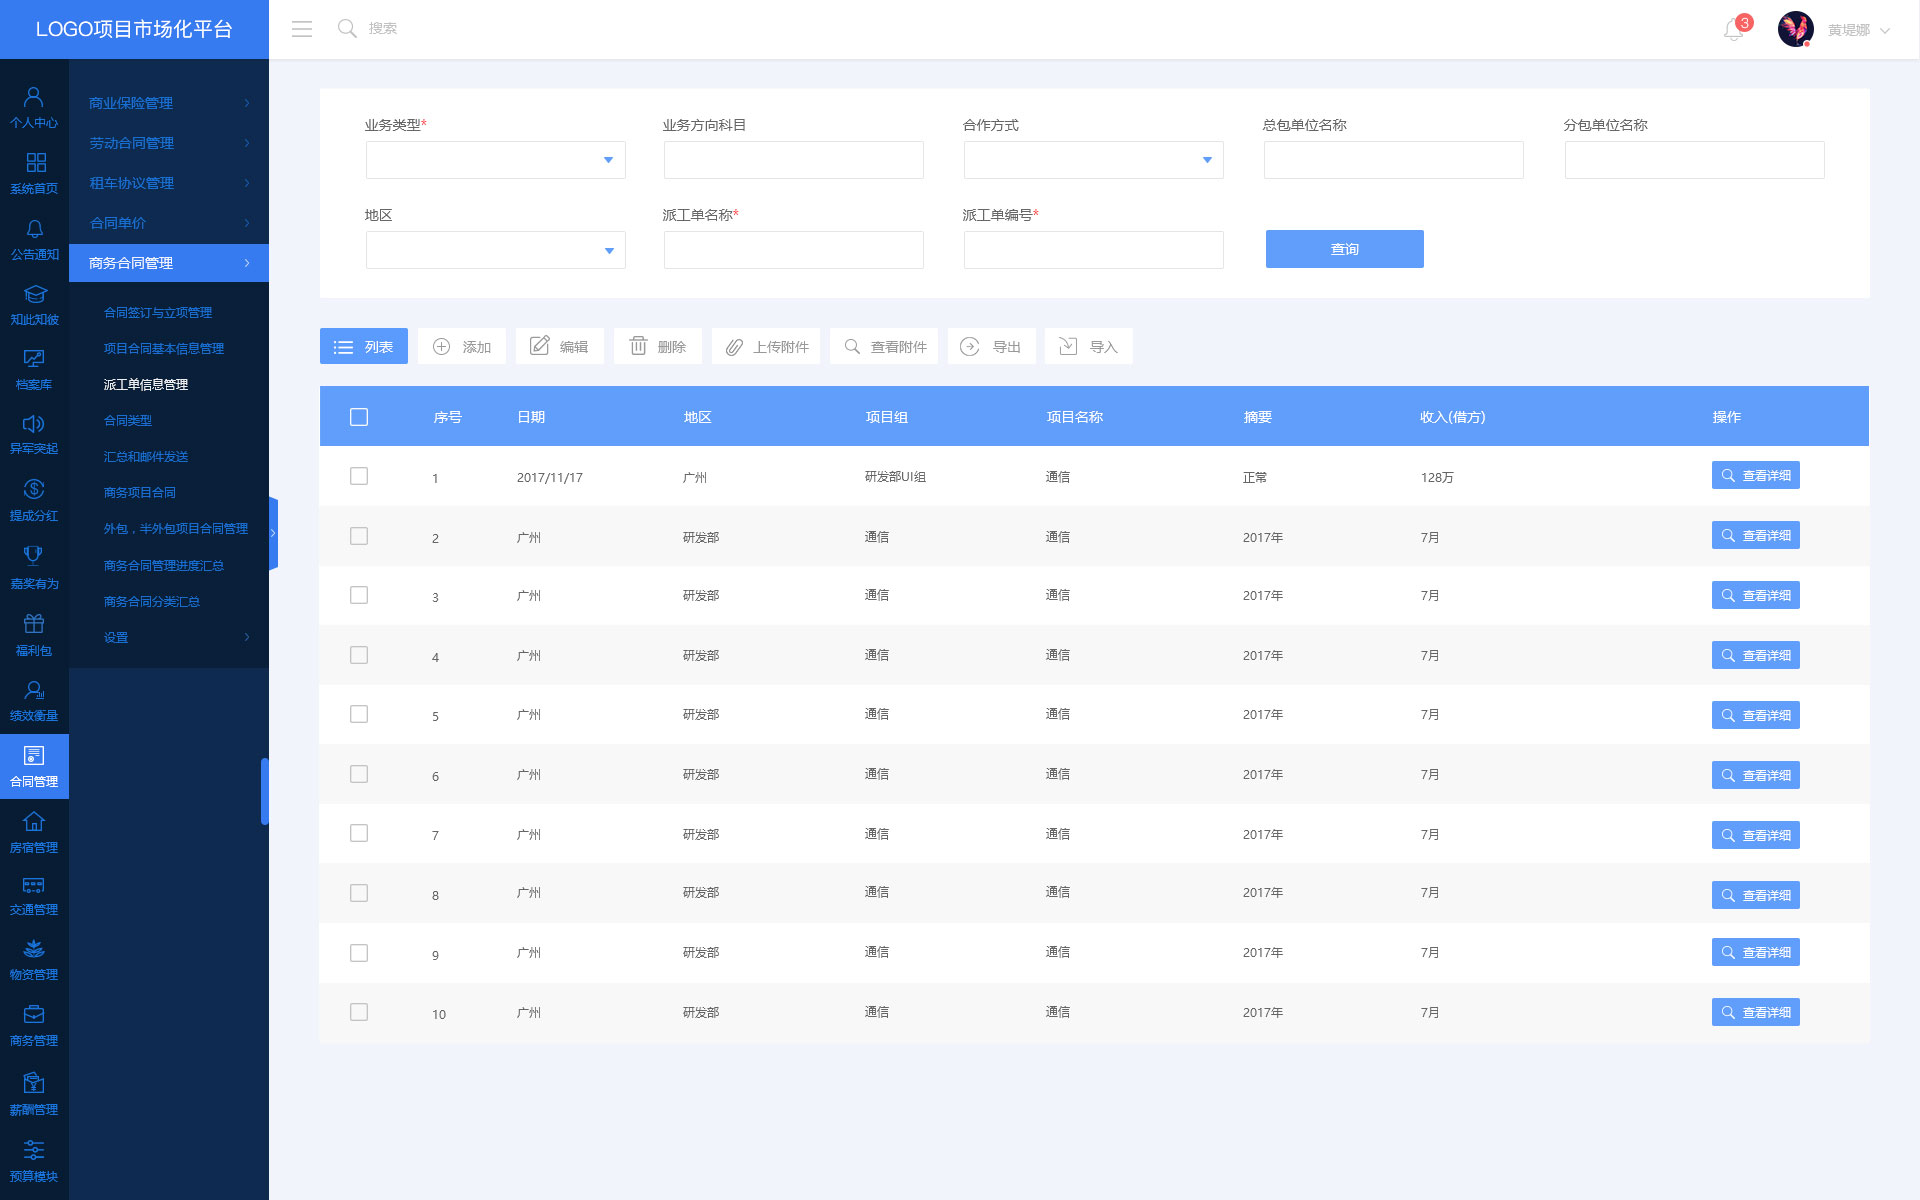 LOGO项目市场化平台
搜索
3
黄堤娜
个人中心
系统首页
公告通知
知此知彼
档案库
异军突起
提成分红
嘉奖有为
福利包
绩效衡量
合同管理
房宿管理
交通管理
物资管理
商务管理
薪酬管理
预算模块
商业保险管理
劳动合同管理
租车协议管理
合同单价
商务合同管理
合同签订与立项管理
项目合同基本信息管理
派工单信息管理
合同类型
汇总和邮件发送
商务项目合同
外包，半外包项目合同管理
商务合同管理进度汇总
商务合同分类汇总
设置
业务类型* 业务方向科目 合作方式 总包单位名称 分包单位名称
地区 派工单名称* 派工单编号* 查询
列表 添加 编辑 删除 上传附件 查看附件 导出 导入
序号 日期 地区 项目组 项目名称 摘要 收入(借方) 操作
1 2017/11/17 广州 研发部UI组 通信 正常 128万 查看详细
2 广州 研发部 通信 通信 2017年 7月 查看详细
3 广州 研发部 通信 通信 2017年 7月 查看详细
4 广州 研发部 通信 通信 2017年 7月 查看详细
5 广州 研发部 通信 通信 2017年 7月 查看详细
6 广州 研发部 通信 通信 2017年 7月 查看详细
7 广州 研发部 通信 通信 2017年 7月 查看详细
8 广州 研发部 通信 通信 2017年 7月 查看详细
9 广州 研发部 通信 通信 2017年 7月 查看详细
10 广州 研发部 通信 通信 2017年 7月 查看详细